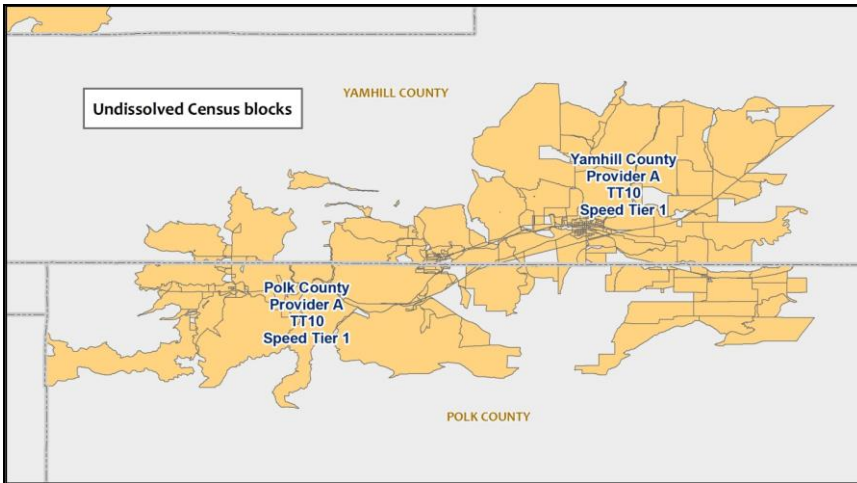 YAMHILL COUNTY
Undissolved Census blocks
Yamhill County
Provider A
TT10
Speed Tier 1
Polk County
Provider A
TT10
Speed Tier 1
POLK COUNTY